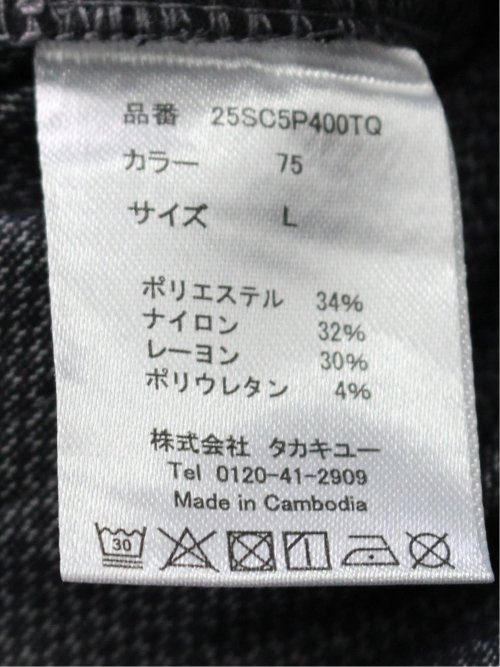 品番 25SC5P400TQ
カラー 75
サイズ L
ポリエステル 34%
ナイロン 32%
レーヨン 30%
ポリウレタン 4%
株式会社 タカキユー
Tel 0120-41-2909
Made in Cambodia
30